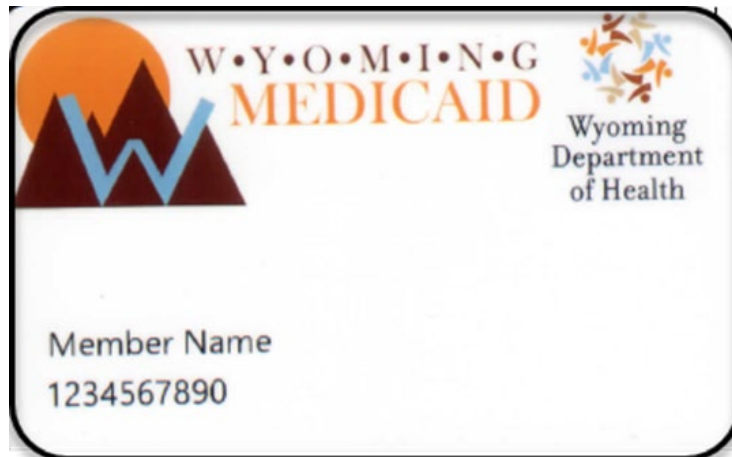 W•Y•O•M•I•N•G
MEDICAID
Wyoming
Department
of Health
Member Name
1234567890